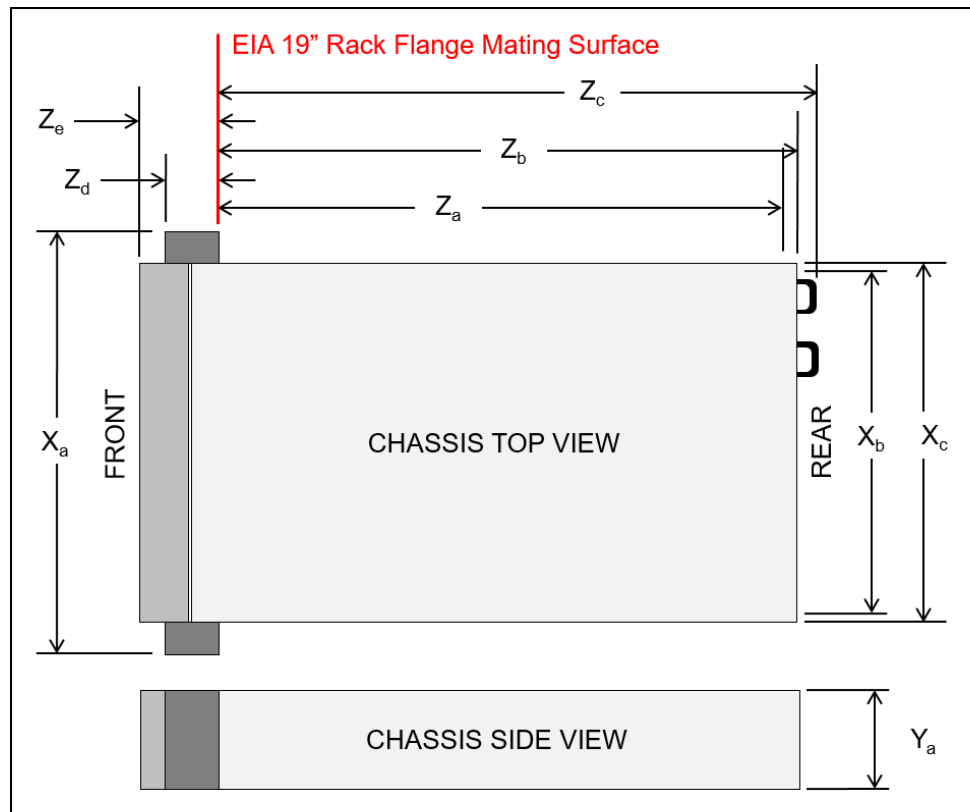 EIA 19” Rack Flange Mating Surface
Zc
Ze
Zb
Zd
Za
FRONT
Xa
CHASSIS TOP VIEW
REAR
Xb
Xc
CHASSIS SIDE VIEW
Ya